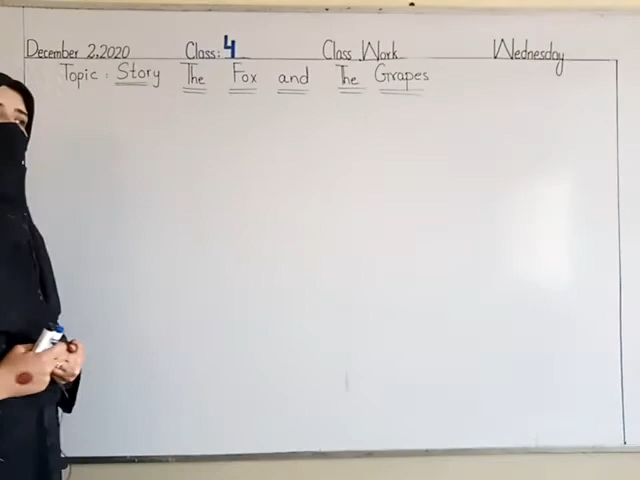 December 2,2020 Class: 4 Class Work Wednesday
Topic : Story The Fox and The Grapes